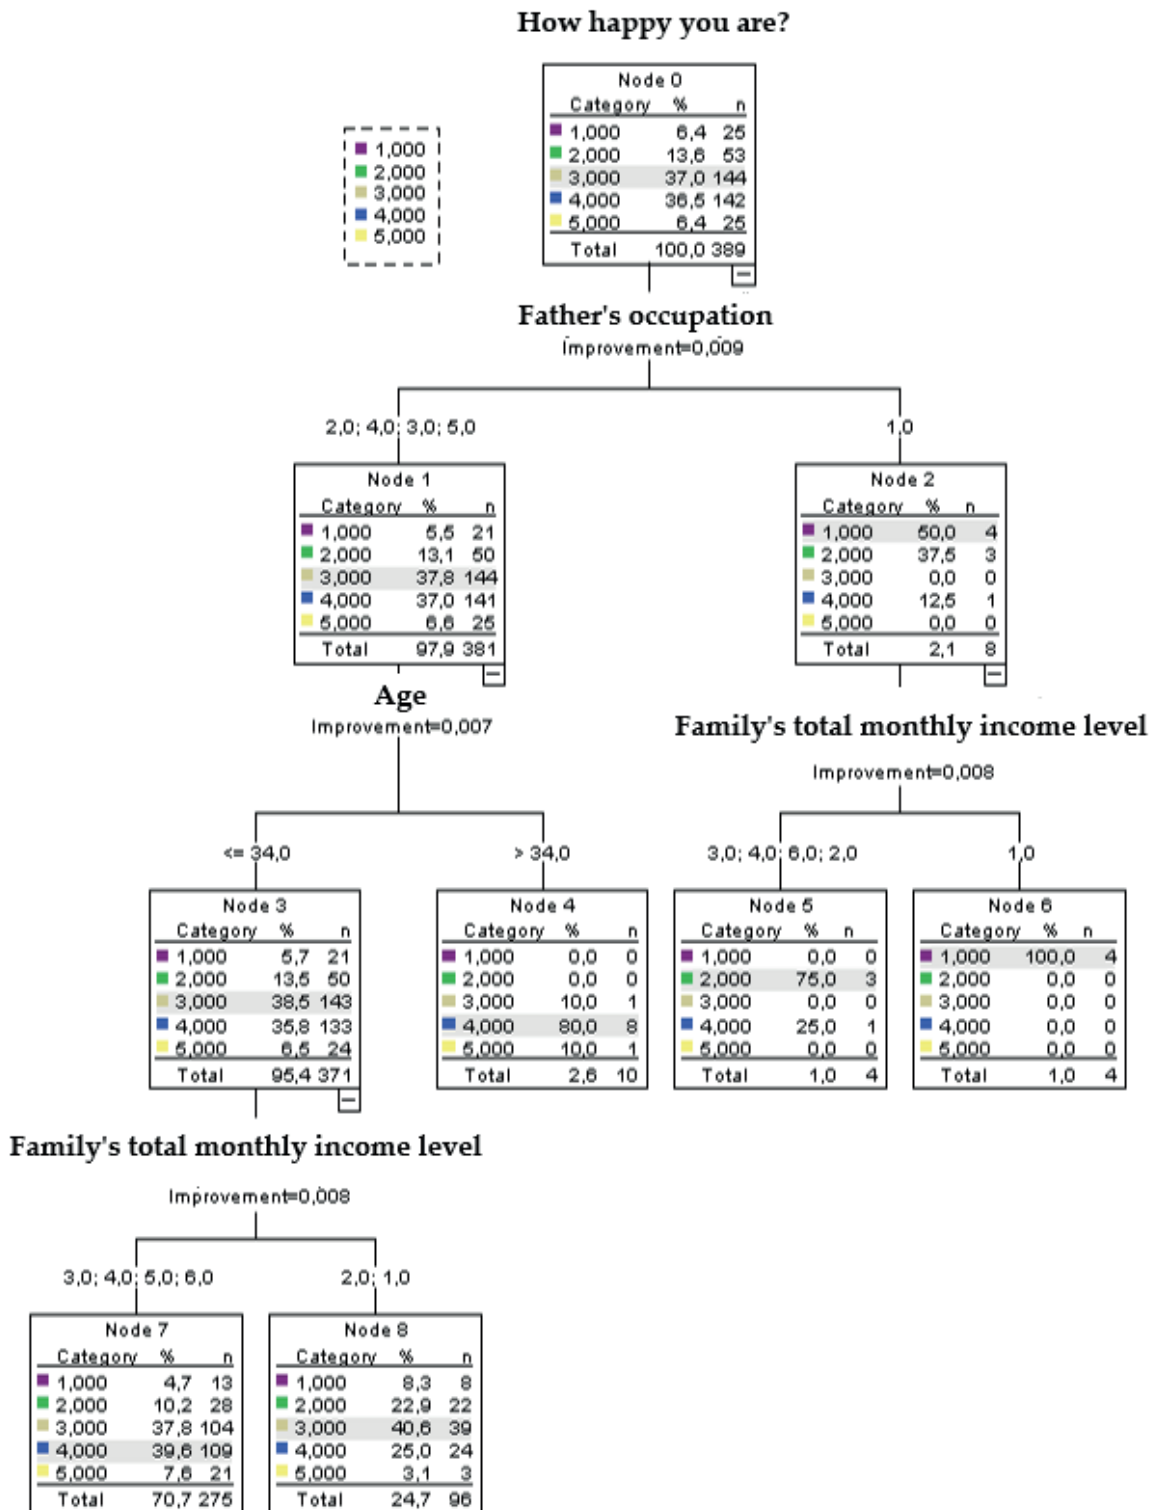 How happy you are?
1,000
2,000
3,000
4,000
5,000
Node 0
Category % n
1,000 6,4 25
2,000 13,6 53
3,000 37,0 144
4,000 36,5 142
5,000 6,4 25
Total 100,0 389
Father's occupation
Improvement=0,009
2,0; 4,0; 3,0; 5,0
1,0
Node 1
Category % n
1,000 5,5 21
2,000 13,1 50
3,000 37,8 144
4,000 37,0 141
5,000 6,6 25
Total 97,9 381
Node 2
Category % n
1,000 50,0 4
2,000 37,5 3
3,000 0,0 0
4,000 12,5 1
5,000 0,0 0
Total 2,1 8
Age
Improvement=0,007
Family's total monthly income level
Improvement=0,008
<= 34,0
> 34,0
3,0; 4,0; 6,0; 2,0
1,0
Node 3
Category % n
1,000 5,7 21
2,000 13,5 50
3,000 38,5 143
4,000 35,8 133
5,000 6,5 24
Total 95,4 371
Node 4
Category % n
1,000 0,0 0
2,000 0,0 0
3,000 10,0 1
4,000 80,0 8
5,000 10,0 1
Total 2,6 10
Node 5
Category % n
1,000 0,0 0
2,000 75,0 3
3,000 0,0 0
4,000 25,0 1
5,000 0,0 0
Total 1,0 4
Node 6
Category % n
1,000 100,0 4
2,000 0,0 0
3,000 0,0 0
4,000 0,0 0
5,000 0,0 0
Total 1,0 4
Family's total monthly income level
Improvement=0,008
3,0; 4,0; 5,0; 6,0
2,0; 1,0
Node 7
Category % n
1,000 4,7 13
2,000 10,2 28
3,000 37,8 104
4,000 39,6 109
5,000 7,6 21
Total 70,7 275
Node 8
Category % n
1,000 8,3 8
2,000 22,9 22
3,000 40,6 39
4,000 25,0 24
5,000 3,1 3
Total 24,7 96